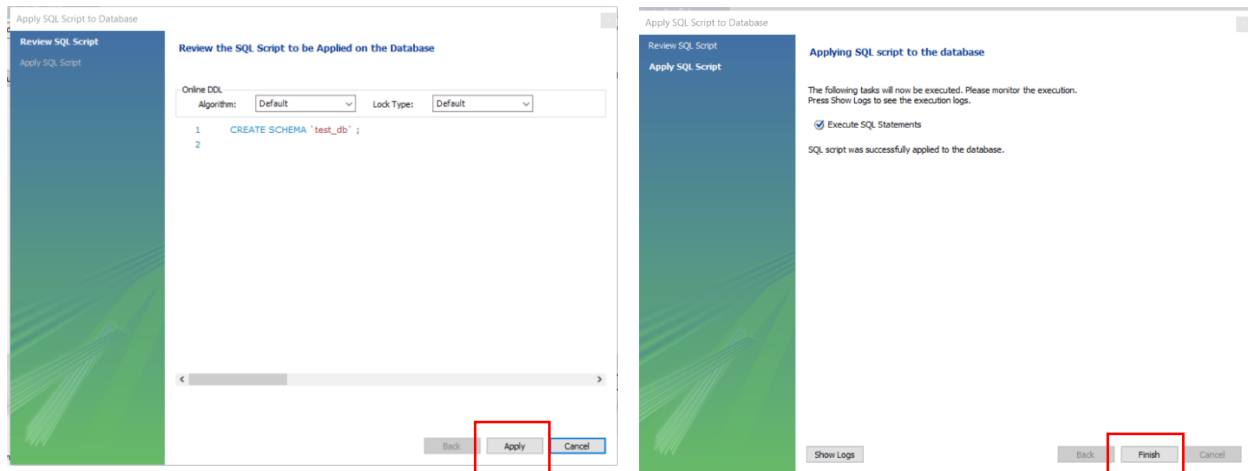 Apply SQL Script to Database
Review SQL Script
Apply SQL Script
Review the SQL Script to be Applied on the Database
Online DDL
Algorithm: Default Lock Type: Default
1 CREATE SCHEMA `test_db` ;
2
Back Apply Cancel
Apply SQL Script to Database
Review SQL Script
Apply SQL Script
Applying SQL script to the database
The following tasks will now be executed. Please monitor the execution.
Press Show Logs to see the execution logs.
Execute SQL Statements
SQL script was successfully applied to the database.
Show Logs Back Finish Cancel